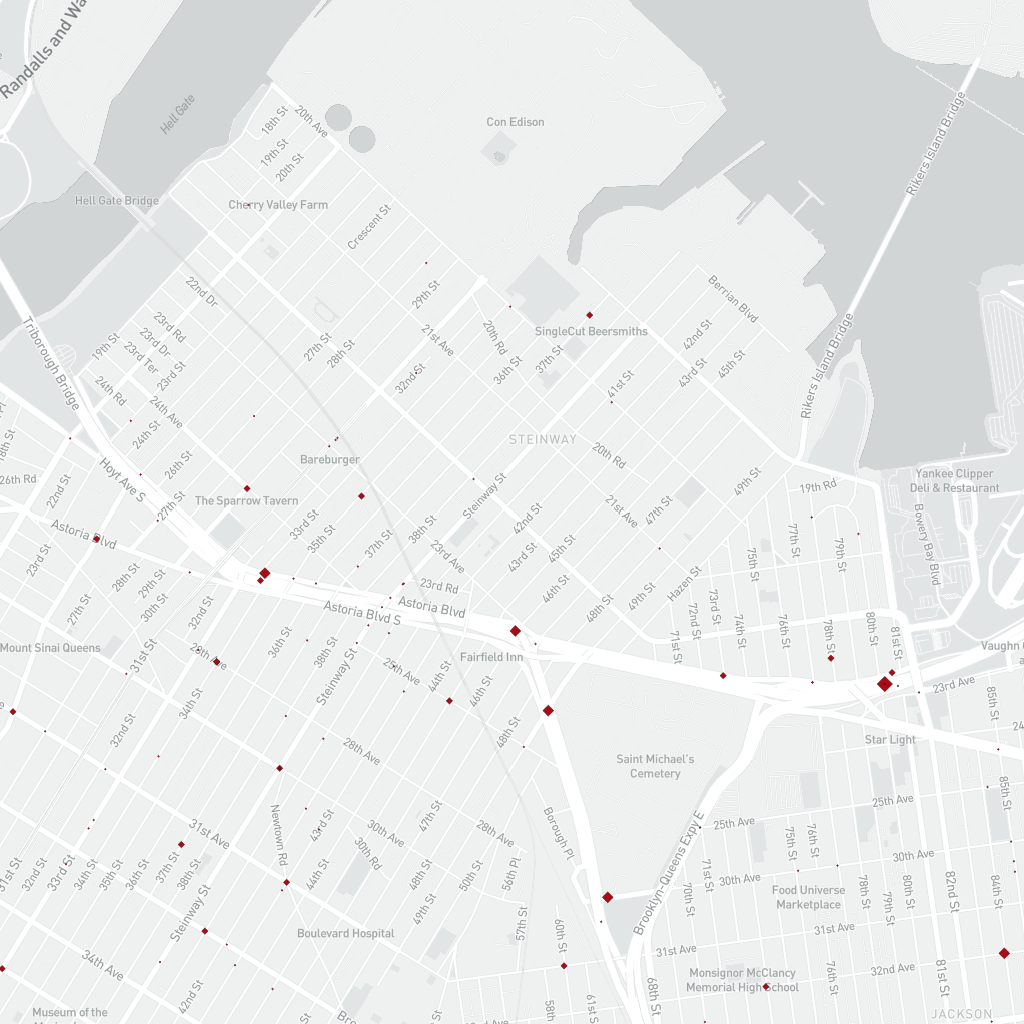 Randalls and Wa
Hell Gate
18th St
20th Ave
19th St
20th St
Con Edison
Rikers Island Bridge
Hell Gate Bridge
Cherry Valley Farm
Crescent St
22nd Dr
29th St
Berrian Blvd
Triborough Bridge
23rd Rd
23rd Dr
23rd Ter
23rd St
19th St
27th St
28th St
21st Ave
20th Rd
37th St
36th St
32nd St
SingleCut Beersmiths
42nd St
43rd St
45th St
41st St
Rikers Island Bridge
24th Rd
24th Ave
24th St
STEINWAY
Bareburger
18th St
Pl
26th Rd
22nd St
Hoyt Ave S
26th St
27th St
The Sparrow Tavern
Steinway St
20th Rd
21st Ave
47th St
49th St
19th Rd
Yankee Clipper
Deli & Restaurant
Bowery Bay Blvd
Astoria Blvd
23rd St
33rd St
35th St
37th St
38th St
42nd St
43rd St
45th St
23rd Ave
23rd Rd
46th St
48th St
49th St
Hazen St
75th St
77th St
79th St
28th St
29th St
27th St
30th St
32nd St
Astoria Blvd S
Astoria Blvd
36th St
38th St
71st St
72nd St
73rd St
74th St
76th St
78th St
80th St
81st St
Mount Sinai Queens
31st St
28th Ave
34th St
Steinway St
25th Ave
44th St
46th St
Fairfield Inn
Vaughn
23rd Ave
85th St
32nd St
48th St
28th Ave
Saint Michael's
Cemetery
Star Light
85th St
Newtown Rd
31st Ave
43rd St
47th St
30th Ave
30th Rd
28th Ave
Borough Pl
Brooklyn-Queens Expy E
25th Ave
25th Ave
75th St
76th St
31st St
32nd St
33rd St
35th St
36th St
37th St
38th St
44th St
48th St
49th St
50th St
56th Pl
57th St
60th St
71st St
70th St
30th Ave
30th Ave
Food Universe
Marketplace
79th St
80th St
82nd St
84th St
Steinway St
Boulevard Hospital
31st Ave
31st Ave
32nd Ave
34th Ave
42nd St
58th
61st St
68th St
Monsignor McClancy
Memorial High School
76th St
81st St
Museum of the
Bro
JACKSON